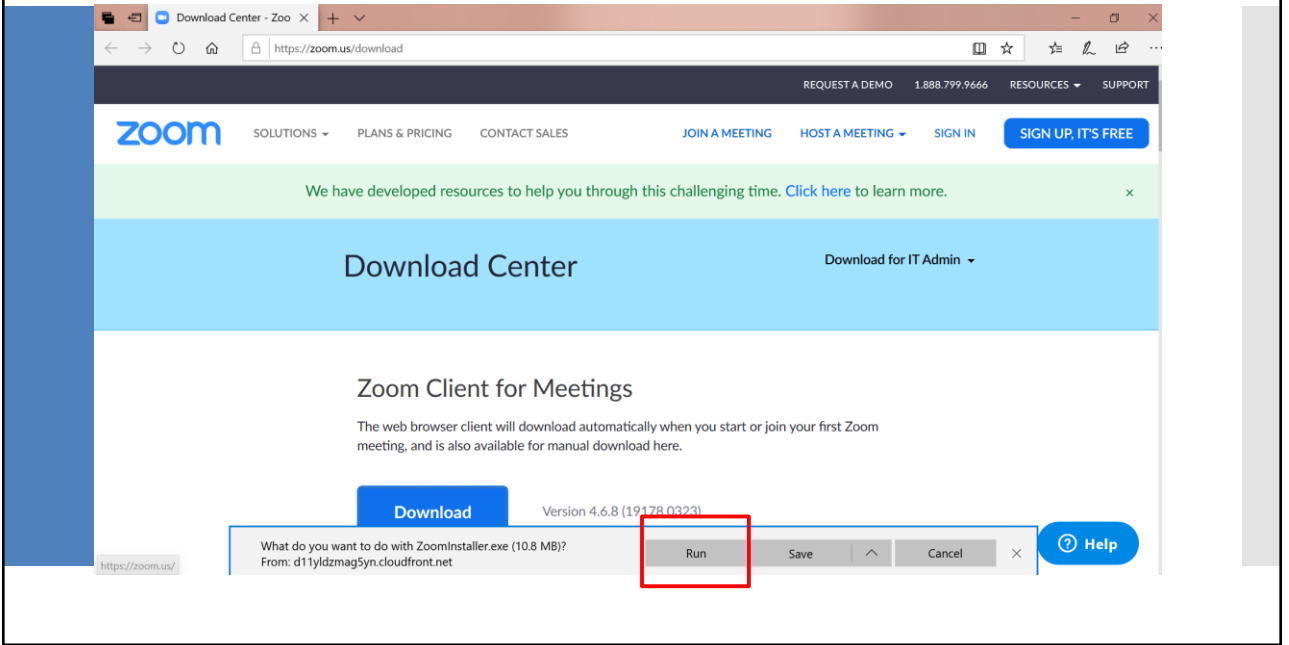 Download Center - Zoo
https://zoom.us/download
REQUEST A DEMO 1.888.799.9666 RESOURCES SUPPORT
zoom SOLUTIONS PLANS & PRICING CONTACT SALES JOIN A MEETING HOST A MEETING SIGN IN SIGN UP, IT'S FREE
We have developed resources to help you through this challenging time. Click here to learn more.
Download Center Download for IT Admin
Zoom Client for Meetings
The web browser client will download automatically when you start or join your first Zoom
meeting, and is also available for manual download here.
Download Version 4.6.8 (19178.0323)
What do you want to do with ZoomInstaller.exe (10.8 MB)?
From: d11yldzmag5yn.cloudfront.net
Run Save Cancel
Help
https://zoom.us/